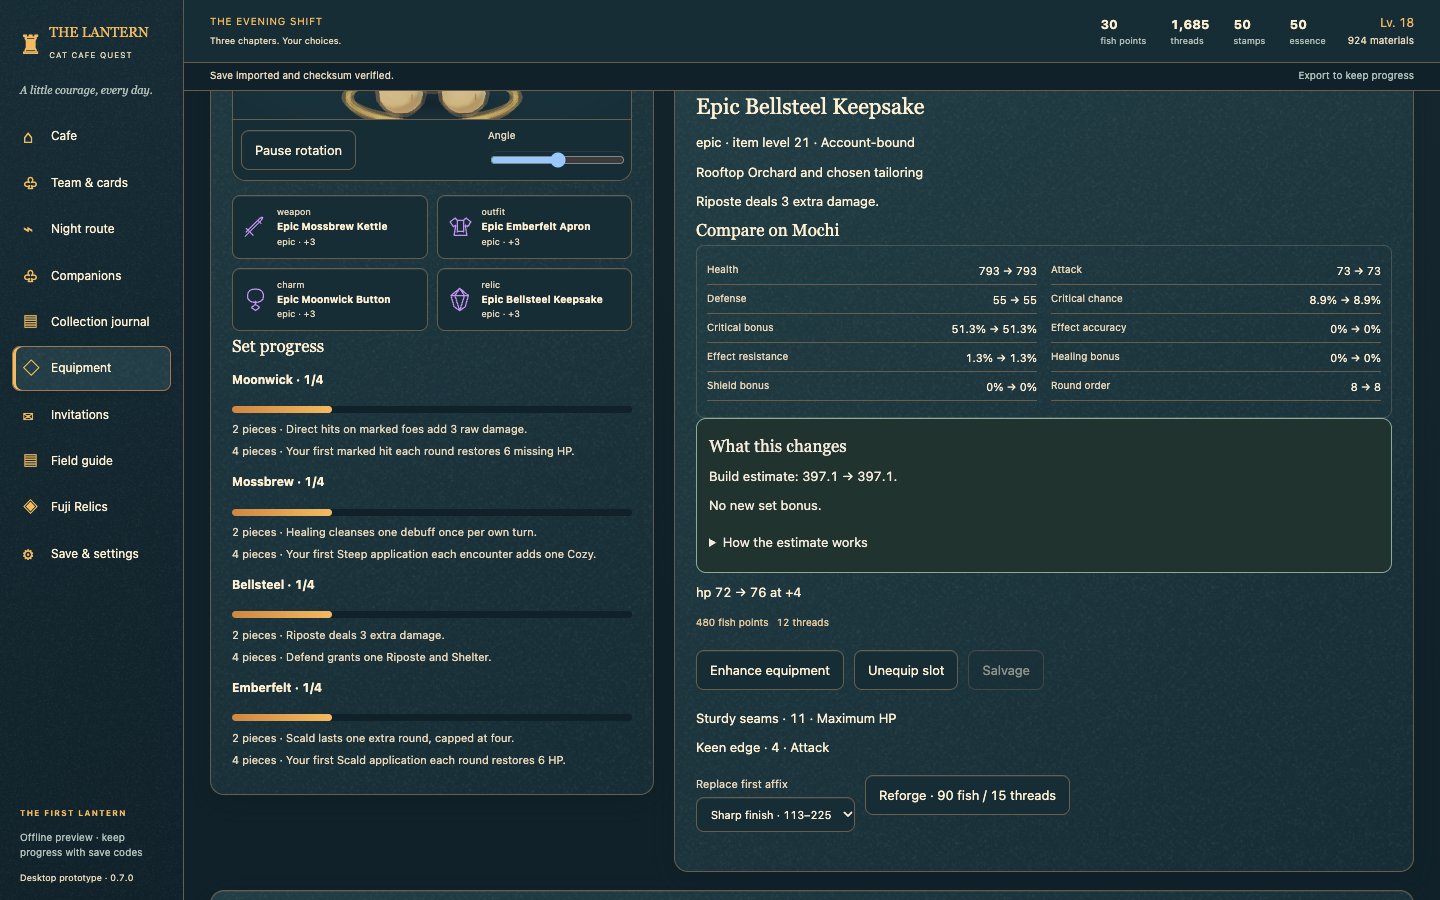 THE LANTERN
CAT CAFE QUEST
A little courage, every day.
Cafe
Team & cards
Night route
Companions
Collection journal
Equipment
Invitations
Field guide
Fuji Relics
Save & settings
THE FIRST LANTERN
Offline preview · keep
progress with save codes
Desktop prototype · 0.7.0
THE EVENING SHIFT
Three chapters. Your choices.
30
fish points
1,685
threads
50
stamps
50
essence
Lv. 18
924 materials
Save imported and checksum verified.
Export to keep progress
Pause rotation
Angle
weapon
Epic Mossbrew Kettle
epic · +3
outfit
Epic Emberfelt Apron
epic · +3
charm
Epic Moonwick Button
epic · +3
relic
Epic Bellsteel Keepsake
epic · +3
Set progress
Moonwick · 1/4
2 pieces · Direct hits on marked foes add 3 raw damage.
4 pieces · Your first marked hit each round restores 6 missing HP.
Mossbrew · 1/4
2 pieces · Healing cleanses one debuff once per own turn.
4 pieces · Your first Steep application each encounter adds one Cozy.
Bellsteel · 1/4
2 pieces · Riposte deals 3 extra damage.
4 pieces · Defend grants one Riposte and Shelter.
Emberfelt · 1/4
2 pieces · Scald lasts one extra round, capped at four.
4 pieces · Your first Scald application each round restores 6 HP.
Epic Bellsteel Keepsake
epic · item level 21 · Account-bound
Rooftop Orchard and chosen tailoring
Riposte deals 3 extra damage.
Compare on Mochi
Health 793 → 793 Attack 73 → 73
Defense 55 → 55 Critical chance 8.9% → 8.9%
Critical bonus 51.3% → 51.3% Effect accuracy 0% → 0%
Effect resistance 1.3% → 1.3% Healing bonus 0% → 0%
Shield bonus 0% → 0% Round order 8 → 8
What this changes
Build estimate: 397.1 → 397.1.
No new set bonus.
▶ How the estimate works
hp 72 → 76 at +4
480 fish points 12 threads
Enhance equipment
Unequip slot
Salvage
Sturdy seams · 11 · Maximum HP
Keen edge · 4 · Attack
Replace first affix
Sharp finish · 113–225
Reforge · 90 fish / 15 threads